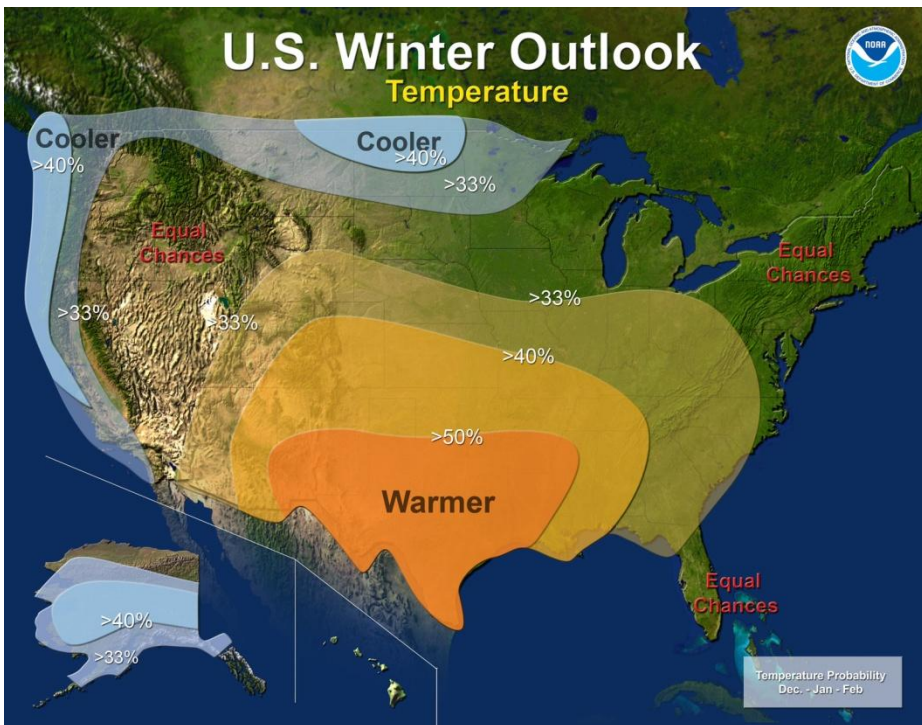 U.S. Winter Outlook
Temperature
NOAA
Cooler
>40%
Cooler
>40%
>33%
Equal
Chances
Equal
Chances
>33%
>33%
>33%
>40%
>50%
Warmer
Equal
Chances
>40%
>33%
Temperature Probability
Dec. - Jan - Feb